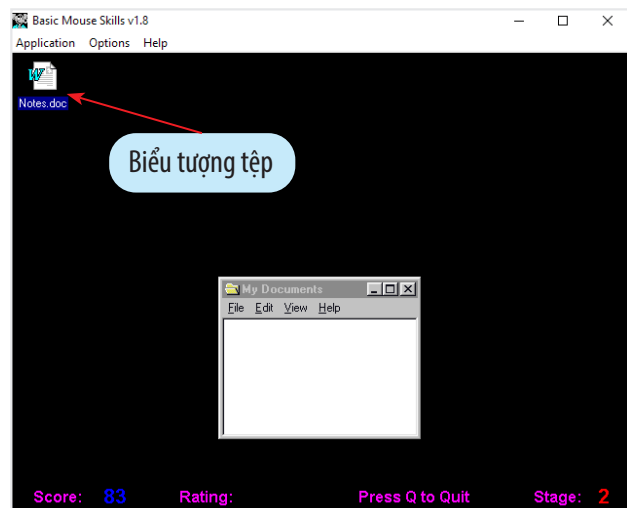 Basic Mouse Skills v1.8
Application Options Help
W
Notes.doc
Biểu tượng tệp
My Documents
File Edit View Help
Score: 83 Rating: Press Q to Quit Stage: 2